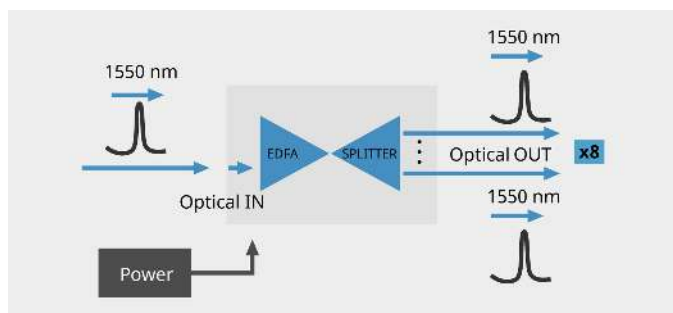 1550 nm
1550 nm
EDFA
SPLITTER
Optical OUT
x8
Optical IN
1550 nm
Power